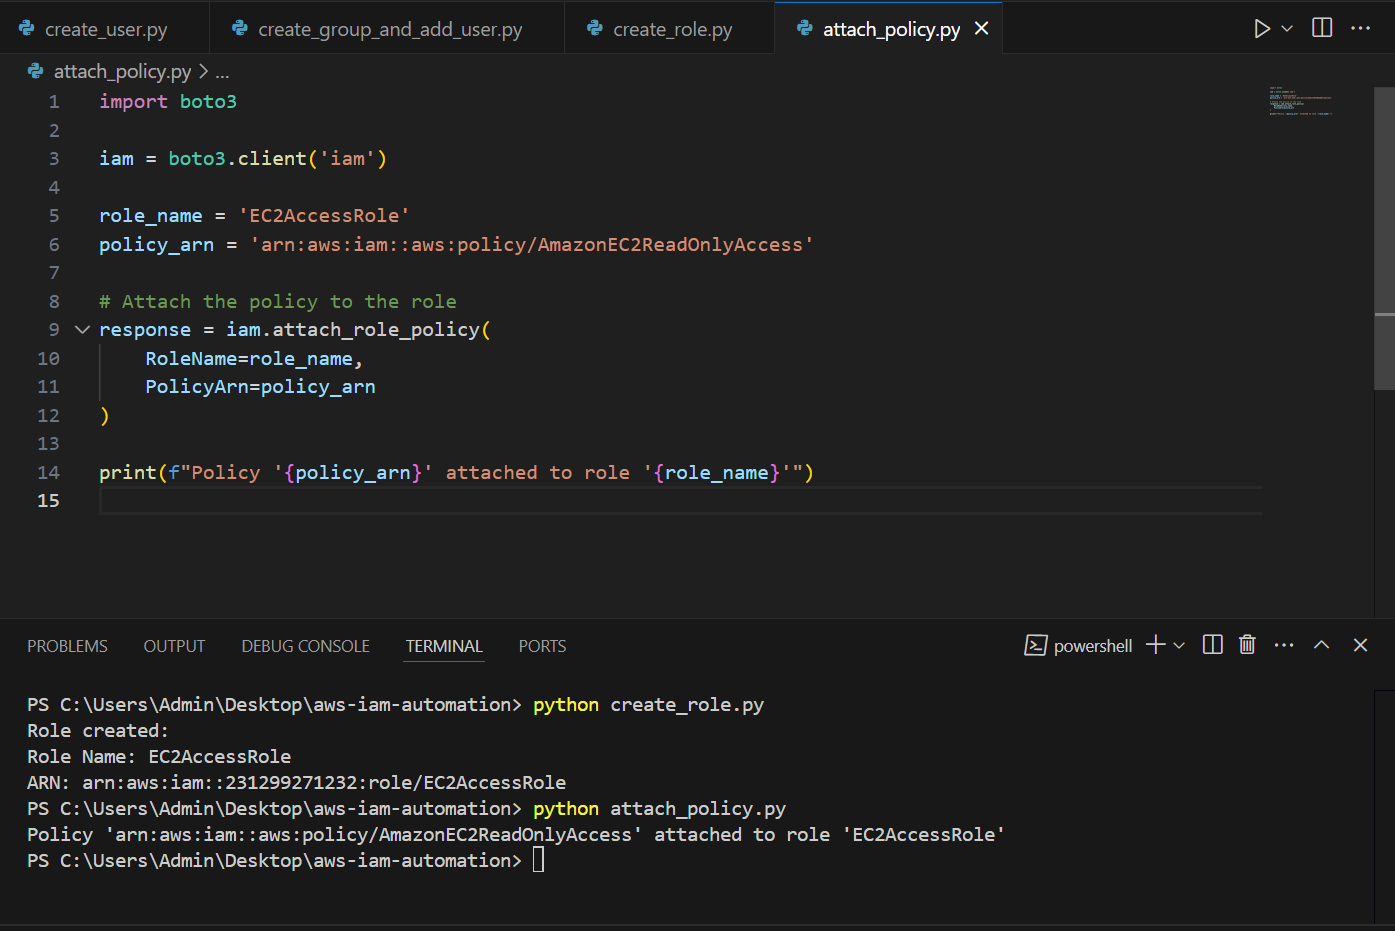 create_user.py create_group_and_add_user.py create_role.py attach_policy.py
attach_policy.py > ...
1 import boto3
2
3 iam = boto3.client('iam')
4
5 role_name = 'EC2AccessRole'
6 policy_arn = 'arn:aws:iam::aws:policy/AmazonEC2ReadOnlyAccess'
7
8 # Attach the policy to the role
9 response = iam.attach_role_policy(
10     RoleName=role_name,
11     PolicyArn=policy_arn
12 )
13
14 print(f"Policy '{policy_arn}' attached to role '{role_name}'")
15
PROBLEMS OUTPUT DEBUG CONSOLE TERMINAL PORTS powershell
PS C:\Users\Admin\Desktop\aws-iam-automation> python create_role.py
Role created:
Role Name: EC2AccessRole
ARN: arn:aws:iam::231299271232:role/EC2AccessRole
PS C:\Users\Admin\Desktop\aws-iam-automation> python attach_policy.py
Policy 'arn:aws:iam::aws:policy/AmazonEC2ReadOnlyAccess' attached to role 'EC2AccessRole'
PS C:\Users\Admin\Desktop\aws-iam-automation>